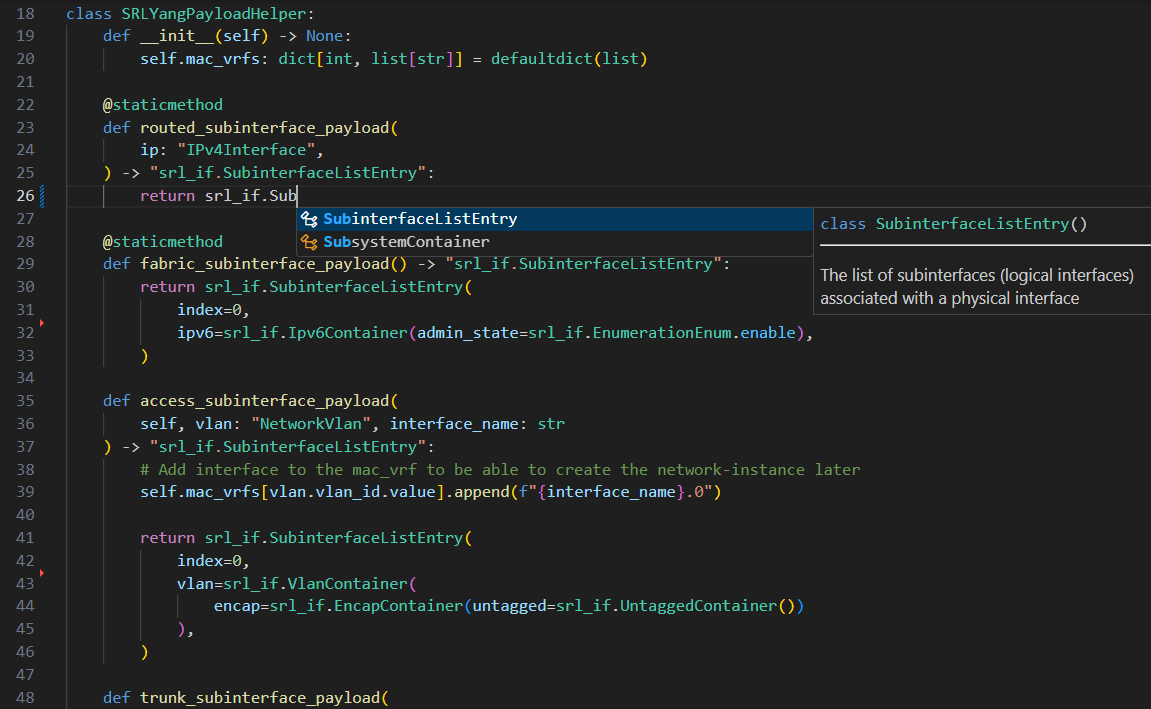 18 class SRLYangPayloadHelper:
19 def __init__(self) -> None:
20 self.mac_vrfs: dict[int, list[str]] = defaultdict(list)
21
22 @staticmethod
23 def routed_subinterface_payload(
24 ip: "IPv4Interface",
25 ) -> "srl_if.SubinterfaceListEntry":
26 return srl_if.Sub
SubinterfaceListEntry
SubsystemContainer
class SubinterfaceListEntry()
The list of subinterfaces (logical interfaces)
associated with a physical interface
27
28 @staticmethod
29 def fabric_subinterface_payload() -> "srl_if.SubinterfaceListEntry":
30 return srl_if.SubinterfaceListEntry(
31 index=0,
32 ipv6=srl_if.Ipv6Container(admin_state=srl_if.EnumerationEnum.enable),
33 )
34
35 def access_subinterface_payload(
36 self, vlan: "NetworkVlan", interface_name: str
37 ) -> "srl_if.SubinterfaceListEntry":
38 # Add interface to the mac_vrf to be able to create the network-instance later
39 self.mac_vrfs[vlan.vlan_id.value].append(f"{interface_name}.0")
40
41 return srl_if.SubinterfaceListEntry(
42 index=0,
43 vlan=srl_if.VlanContainer(
44 encap=srl_if.EncapContainer(untagged=srl_if.UntaggedContainer())
45 ),
46 )
47
48 def trunk_subinterface_payload(